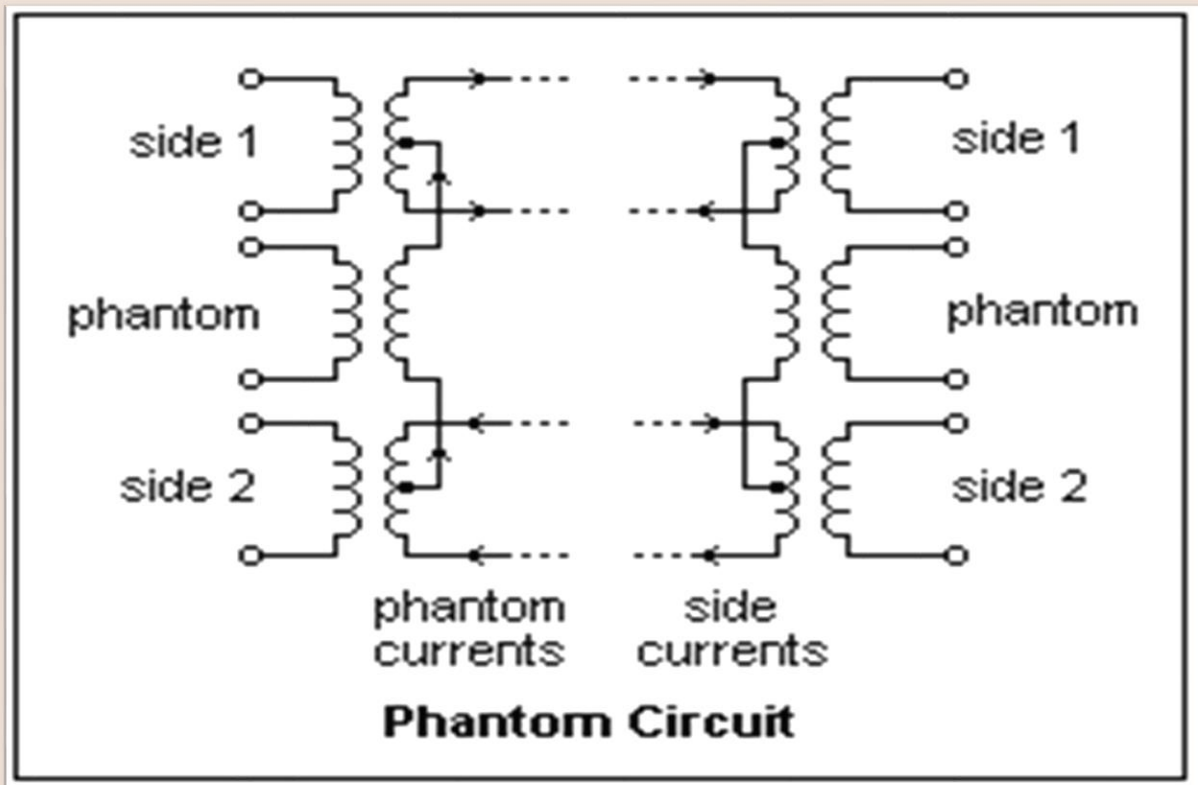 side 1
side 1
phantom
phantom
side 2
side 2
phantom
currents
side
currents
Phantom Circuit